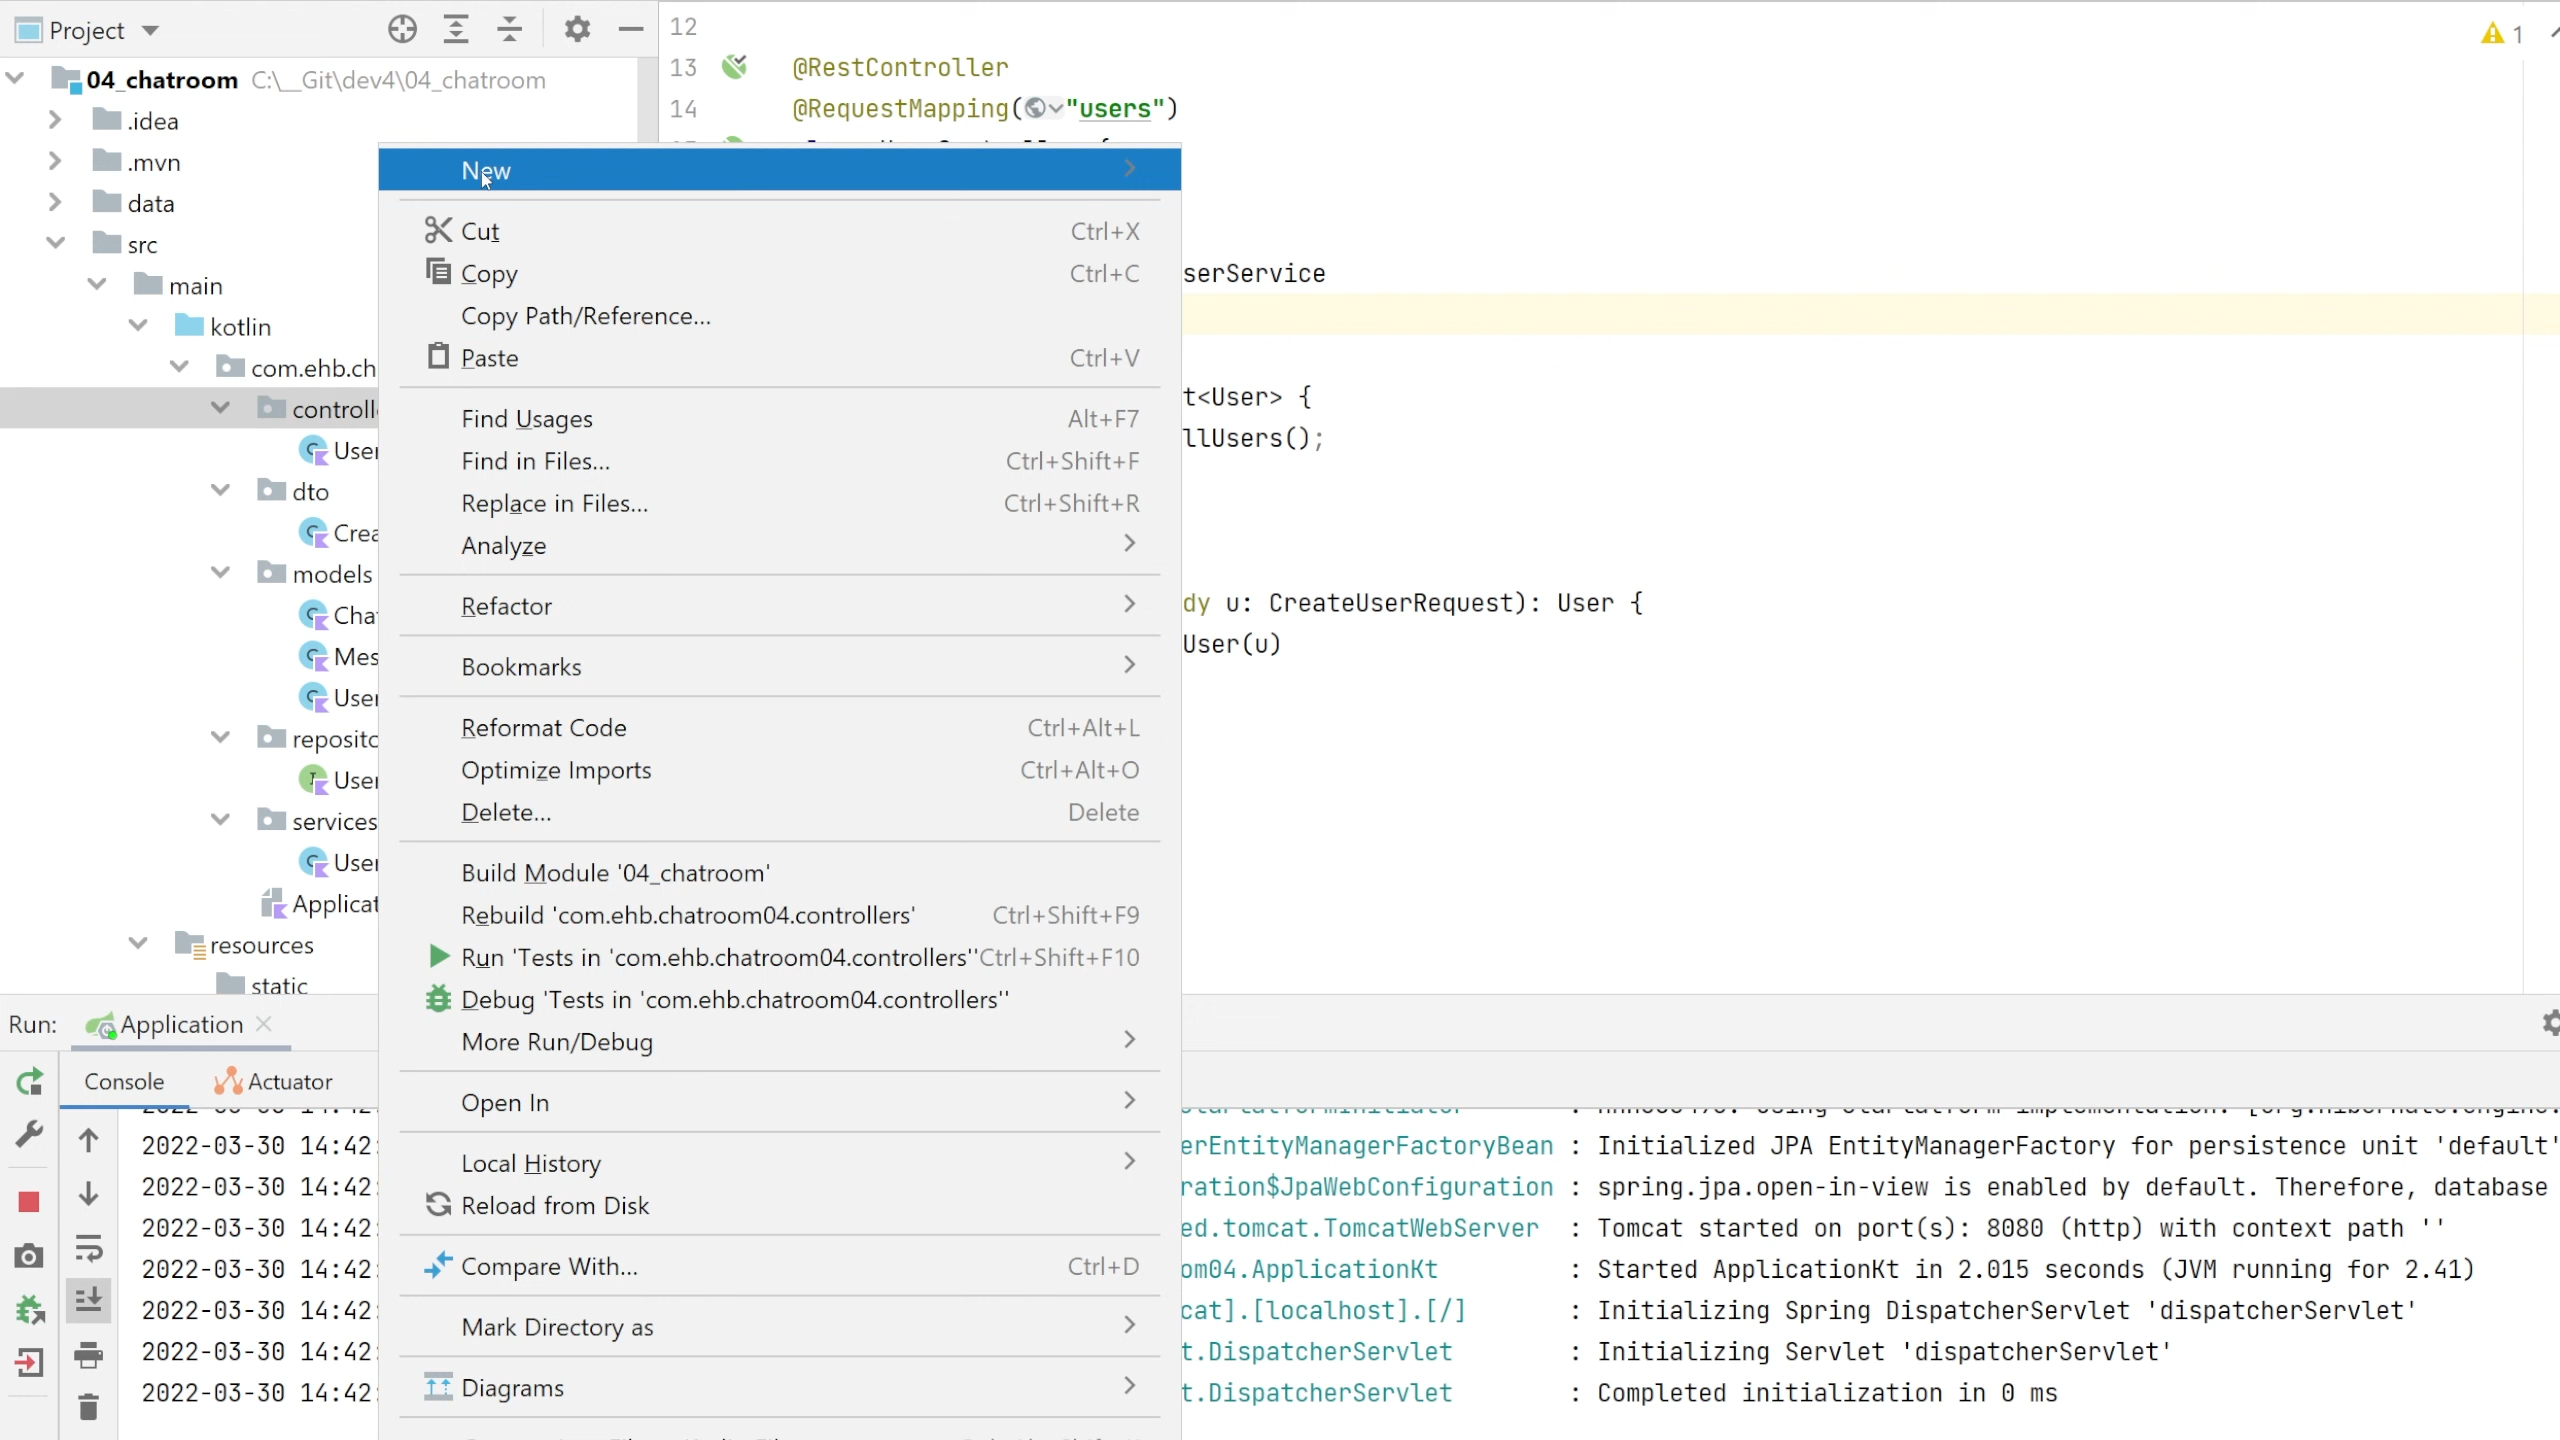 Project
04_chatroom C:\__Git\dev4\04_chatroom
.idea
.mvn
data
src
main
kotlin
com.ehb.ch
controll
User
dto
Crea
models
Cha
Mes
User
reposito
User
services
User
Applicat
resources
static
12
13 @RestController
14 @RequestMapping("users")
1
serService
t<User> {
llUsers();
dy u: CreateUserRequest): User {
User(u)
New
Cut Ctrl+X
Copy Ctrl+C
Copy Path/Reference...
Paste Ctrl+V
Find Usages Alt+F7
Find in Files... Ctrl+Shift+F
Replace in Files... Ctrl+Shift+R
Analyze
Refactor
Bookmarks
Reformat Code Ctrl+Alt+L
Optimize Imports Ctrl+Alt+O
Delete... Delete
Build Module '04_chatroom'
Rebuild 'com.ehb.chatroom04.controllers' Ctrl+Shift+F9
Run 'Tests in 'com.ehb.chatroom04.controllers'' Ctrl+Shift+F10
Debug 'Tests in 'com.ehb.chatroom04.controllers''
More Run/Debug
Open In
Local History
Reload from Disk
Compare With... Ctrl+D
Mark Directory as
Diagrams
Run: Application
Console Actuator
2022-03-30 14:42: erEntityManagerFactoryBean : Initialized JPA EntityManagerFactory for persistence unit 'default'
2022-03-30 14:42: ration$JpaWebConfiguration : spring.jpa.open-in-view is enabled by default. Therefore, database
2022-03-30 14:42: ed.tomcat.TomcatWebServer : Tomcat started on port(s): 8080 (http) with context path ''
2022-03-30 14:42: om04.ApplicationKt : Started ApplicationKt in 2.015 seconds (JVM running for 2.41)
2022-03-30 14:42: cat].[localhost].[/] : Initializing Spring DispatcherServlet 'dispatcherServlet'
2022-03-30 14:42: t.DispatcherServlet : Initializing Servlet 'dispatcherServlet'
2022-03-30 14:42: t.DispatcherServlet : Completed initialization in 0 ms